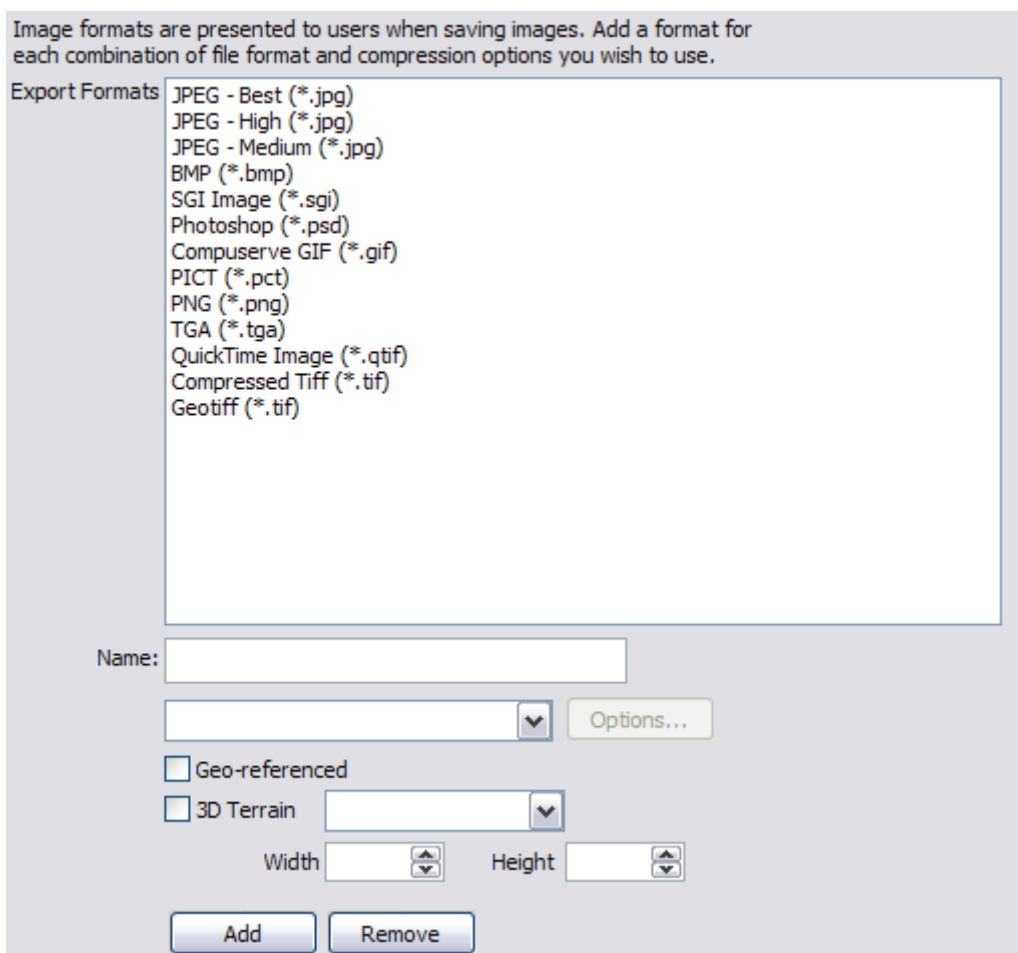 Image formats are presented to users when saving images. Add a format for
each combination of file format and compression options you wish to use.
Export Formats
JPEG - Best (*.jpg)
JPEG - High (*.jpg)
JPEG - Medium (*.jpg)
BMP (*.bmp)
SGI Image (*.sgi)
Photoshop (*.psd)
Compuserve GIF (*.gif)
PICT (*.pct)
PNG (*.png)
TGA (*.tga)
QuickTime Image (*.qtif)
Compressed Tiff (*.tif)
Geotiff (*.tif)
Name:
Options...
Geo-referenced
3D Terrain
Width Height
Add Remove